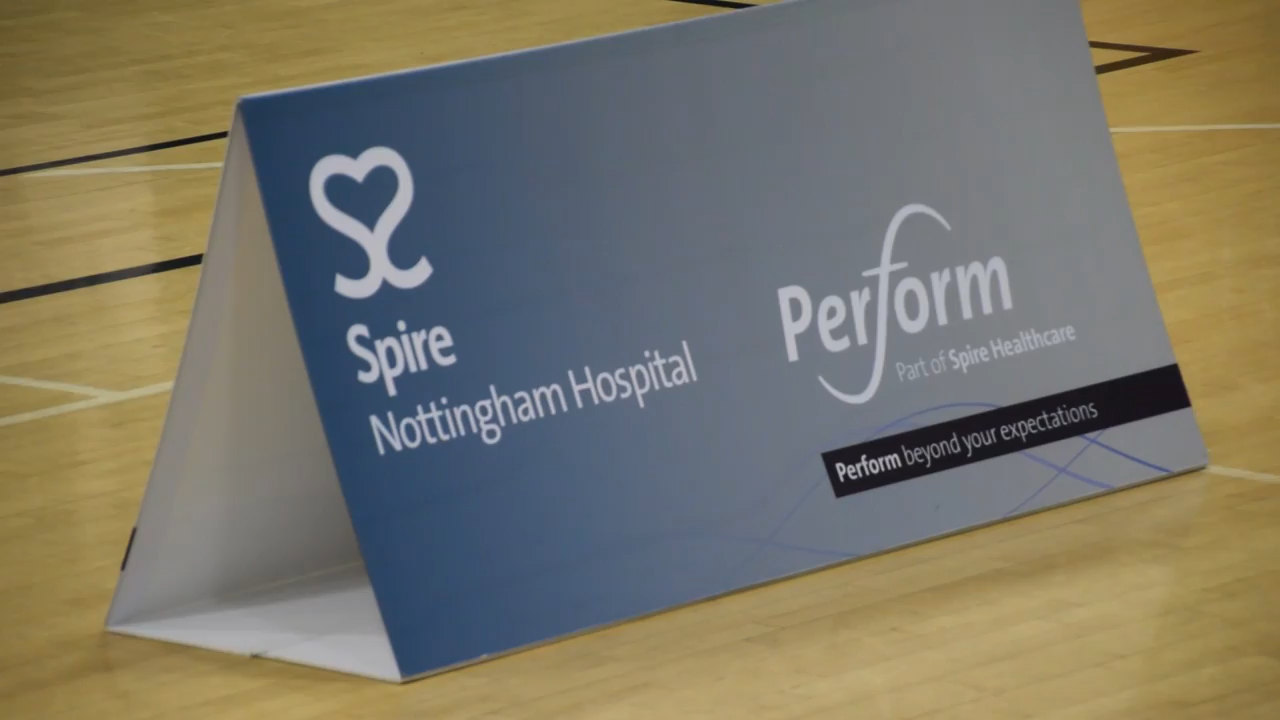 Spire
Nottingham Hospital
Perform
Part of Spire Healthcare
Perform beyond your expectations